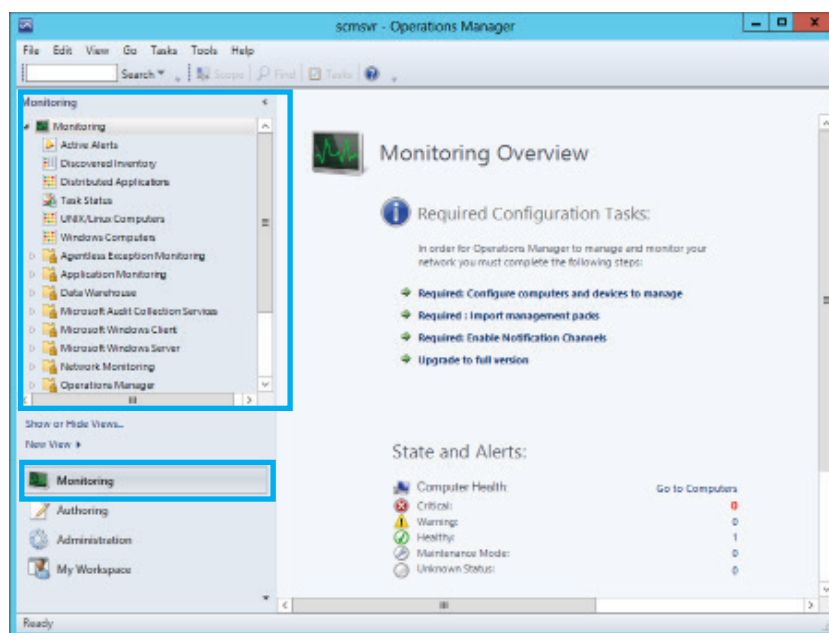 scmsvr - Operations Manager
File Edit View Go Tasks Tools Help
Search Scope Find Tasks
Monitoring
Monitoring
Active Alerts
Discovered Inventory
Distributed Applications
Task Status
UNIX/Linux Computers
Windows Computers
Agentless Exception Monitoring
Application Monitoring
Data Warehouse
Microsoft Audit Collection Services
Microsoft Windows Client
Microsoft Windows Server
Network Monitoring
Operations Manager
Show or Hide Views...
New View
Monitoring
Authoring
Administration
My Workspace
Monitoring Overview
Required Configuration Tasks:
In order for Operations Manager to manage and monitor your
network you must complete the following steps:
Required: Configure computers and devices to manage
Required : Import management packs
Required: Enable Notification Channels
Upgrade to full version
State and Alerts:
Computer Health: Go to Computers
Critical: 0
Warning: 0
Healthy: 1
Maintenance Mode: 0
Unknown Status: 0
Ready